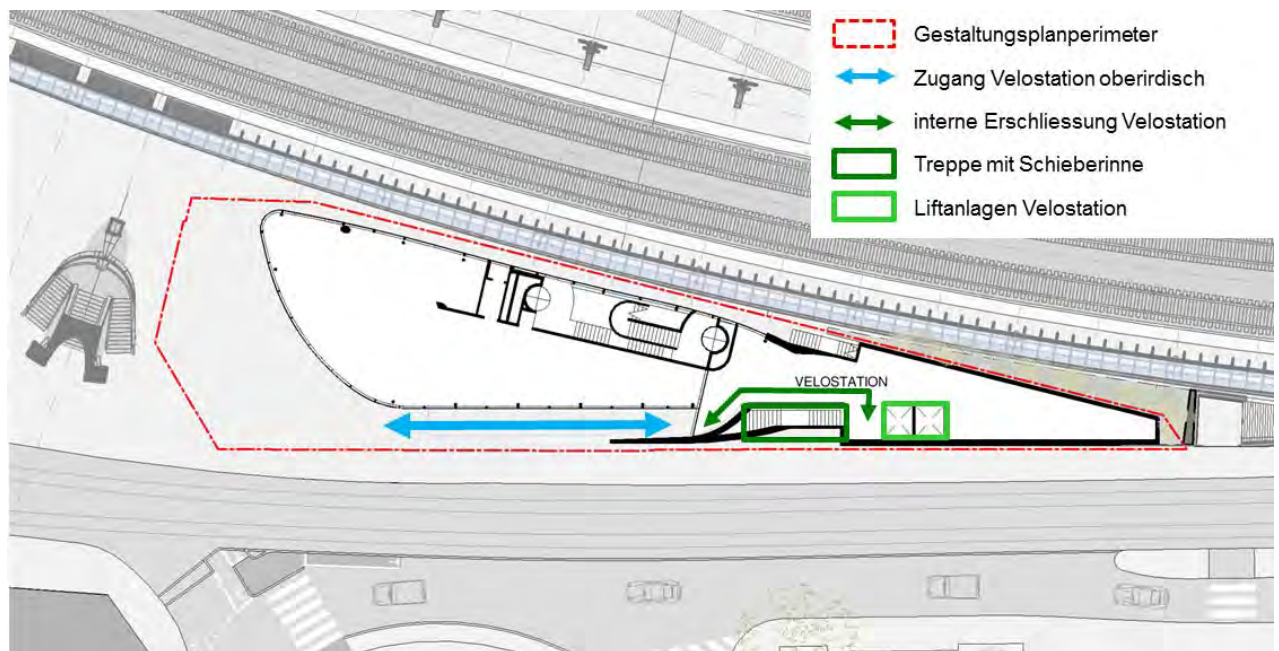 Gestaltungsplanperimeter
Zugang Velostation oberirdisch
interne Erschliessung Velostation
Treppe mit Schieberinne
Liftanlagen Velostation
VELOSTATION